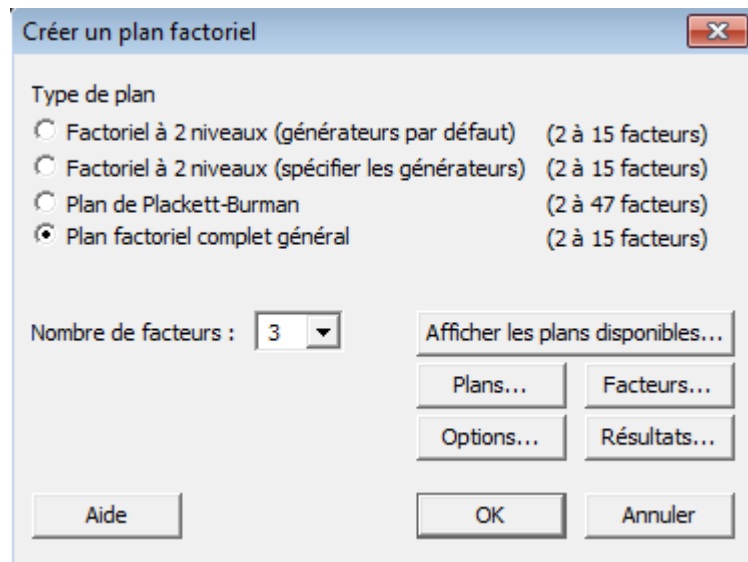 Créer un plan factoriel
Type de plan
Factoriel à 2 niveaux (générateurs par défaut) (2 à 15 facteurs)
Factoriel à 2 niveaux (spécifier les générateurs) (2 à 15 facteurs)
Plan de Plackett-Burman (2 à 47 facteurs)
Plan factoriel complet général (2 à 15 facteurs)
Nombre de facteurs : 3 Afficher les plans disponibles...
Plans... Facteurs...
Options... Résultats...
Aide OK Annuler